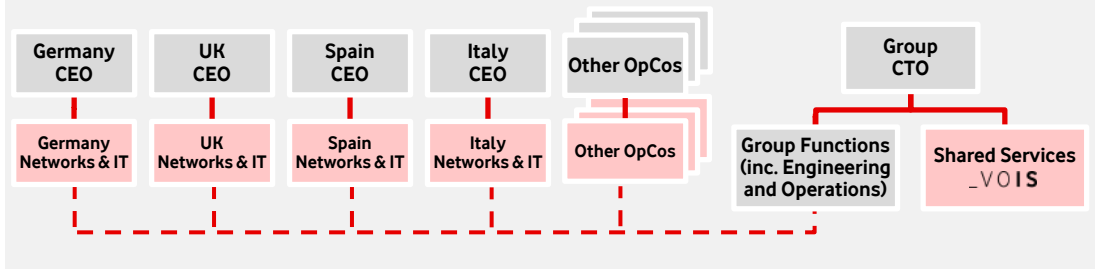 Germany
CEO
UK
CEO
Spain
CEO
Italy
CEO
Other OpCos
Group
CTO
Germany
Networks & IT
UK
Networks & IT
Spain
Networks & IT
Italy
Networks & IT
Other OpCos
Group Functions
(inc. Engineering
and Operations)
Shared Services
_VOIS